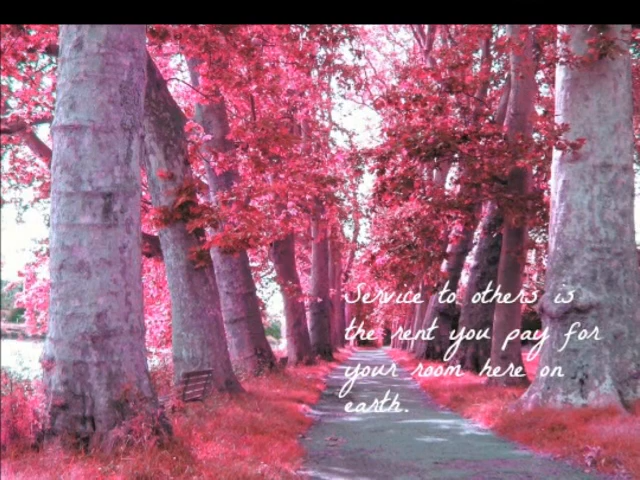 Service to others is
the rent you pay for
your room here on
earth.